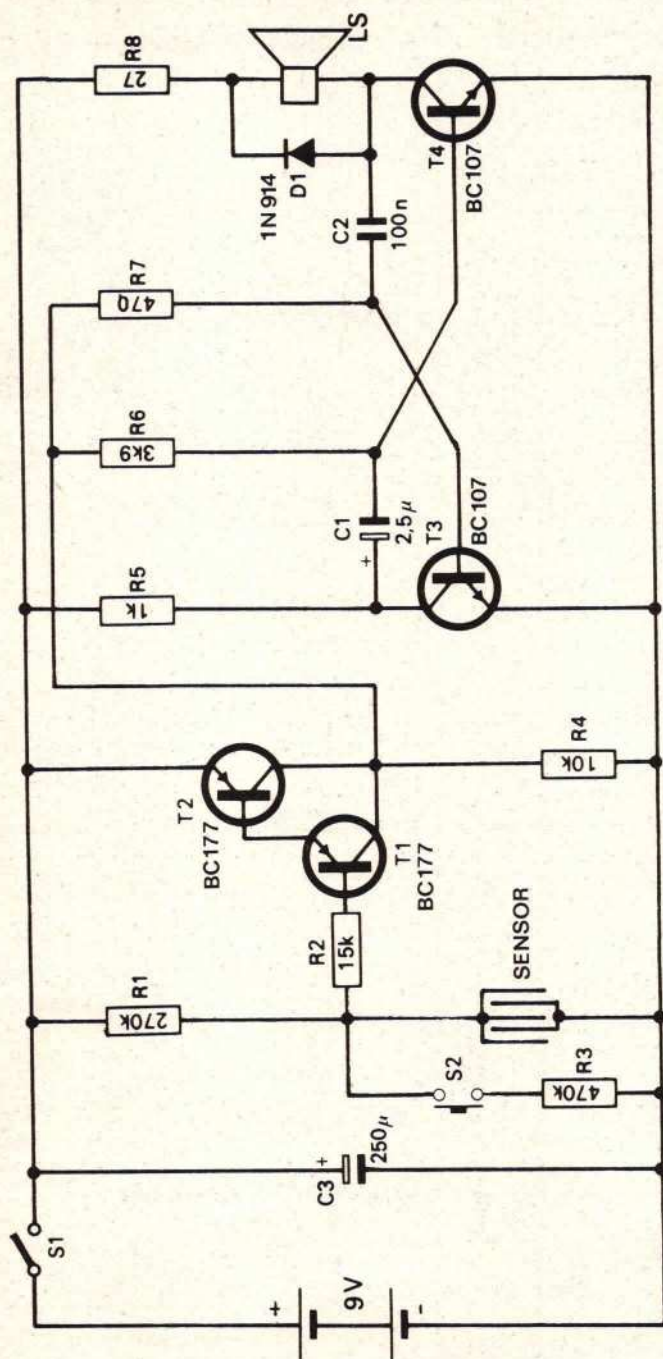 S1
+
9V
-
C3
+
250µ
R1
270k
S2
R3
470k
SENSOR
R2
15k
T2
BC177
T1
BC177
R4
10k
R5
1k
C1
+
2,5µ
T3
BC107
R6
3k9
R7
470
C2
100n
1N914
D1
R8
27
LS
T4
BC107